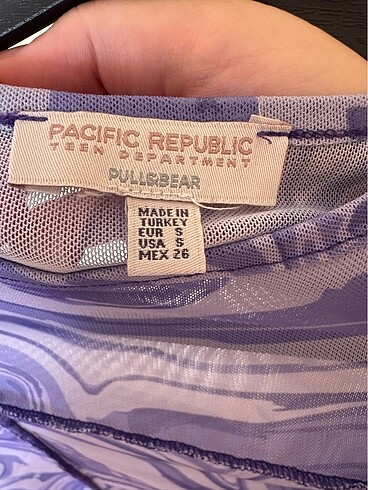 PACIFIC REPUBLIC
TEEN DEPARTMENT
PULL&BEAR
MADE IN
TURKEY
EUR S
USA S
MEX 26